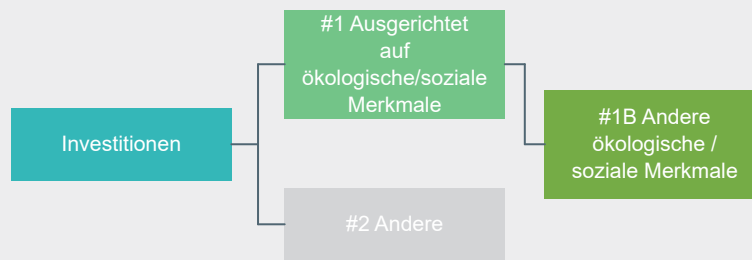 #1 Ausgerichtet
auf
ökologische/soziale
Merkmale
Investitionen
#1B Andere
ökologische /
soziale Merkmale
#2 Andere